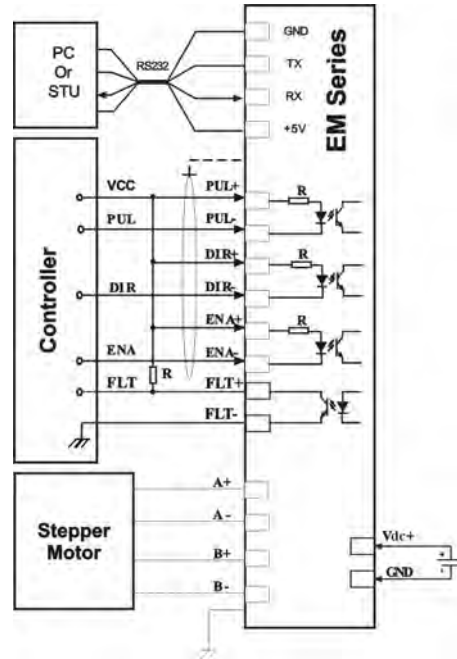 PC
Or
STU
RS232
GND
TX
RX
+5V
EM Series
Controller
VCC
PUL
DIR
ENA
FLT
R
PUL+
PUL-
DIR+
DIR-
ENA+
ENA-
FLT+
FLT-
R
R
R
Stepper
Motor
A+
A-
B+
B-
Vdc+
GND
+
-